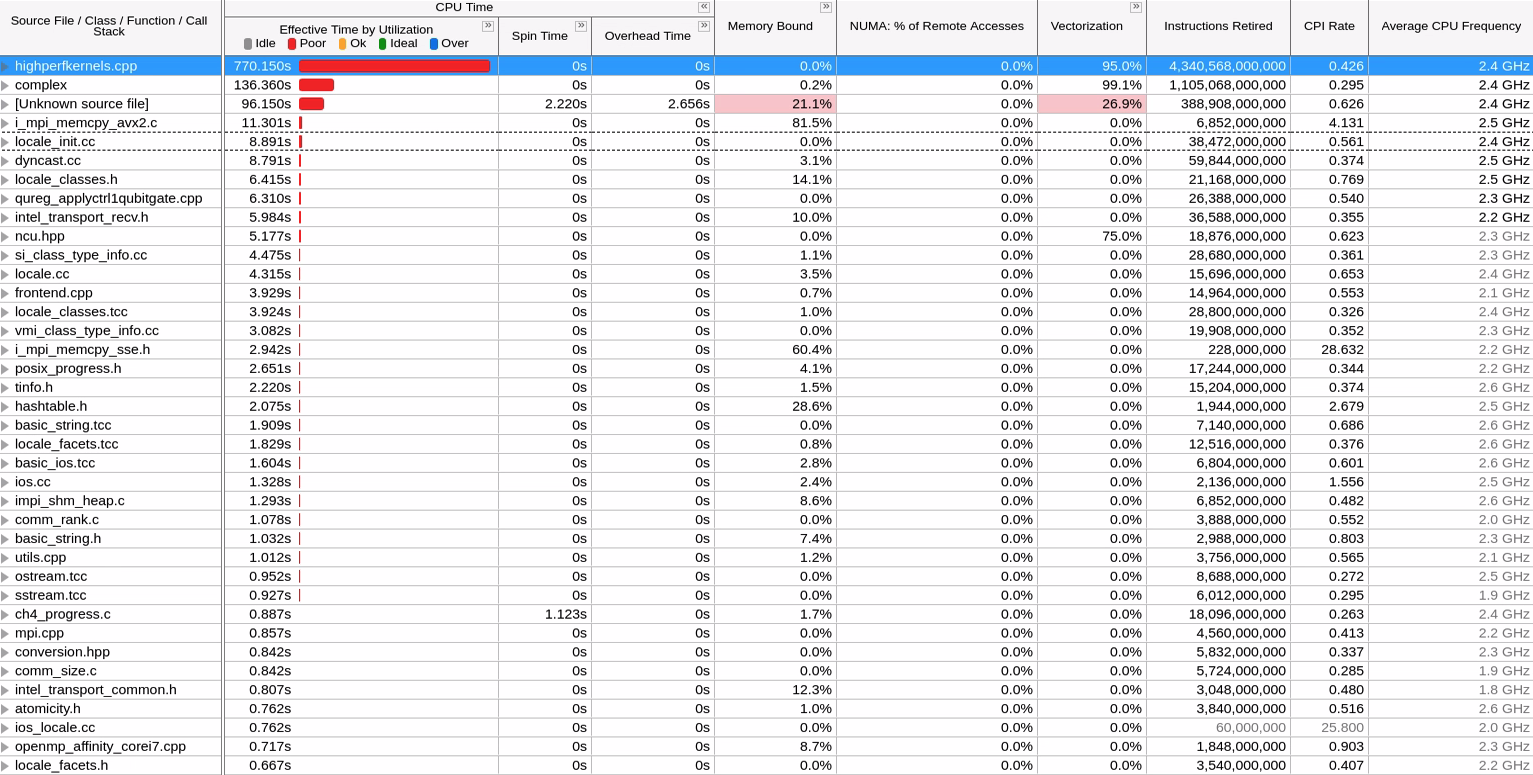 Source File / Class / Function / Call Stack CPU Time Memory Bound NUMA: % of Remote Accesses Vectorization Instructions Retired CPI Rate Average CPU Frequency
Effective Time by Utilization Spin Time Overhead Time
Idle Poor Ok Ideal Over
highperfkernels.cpp 770.150s 0s 0s 0.0% 0.0% 95.0% 4,340,568,000,000 0.426 2.4 GHz
complex 136.360s 0s 0s 0.2% 0.0% 99.1% 1,105,068,000,000 0.295 2.4 GHz
[Unknown source file] 96.150s 2.220s 2.656s 21.1% 0.0% 26.9% 388,908,000,000 0.626 2.4 GHz
i_mpi_memcpy_avx2.c 11.301s 0s 0s 81.5% 0.0% 0.0% 6,852,000,000 4.131 2.5 GHz
locale_init.cc 8.891s 0s 0s 0.0% 0.0% 0.0% 38,472,000,000 0.561 2.4 GHz
dyncast.cc 8.791s 0s 0s 3.1% 0.0% 0.0% 59,844,000,000 0.374 2.5 GHz
locale_classes.h 6.415s 0s 0s 14.1% 0.0% 0.0% 21,168,000,000 0.769 2.5 GHz
qureg_applyctrl1qubitgate.cpp 6.310s 0s 0s 0.0% 0.0% 0.0% 26,388,000,000 0.540 2.3 GHz
intel_transport_recv.h 5.984s 0s 0s 10.0% 0.0% 0.0% 36,588,000,000 0.355 2.2 GHz
ncu.hpp 5.177s 0s 0s 0.0% 0.0% 75.0% 18,876,000,000 0.623 2.3 GHz
si_class_type_info.cc 4.475s 0s 0s 1.1% 0.0% 0.0% 28,680,000,000 0.361 2.3 GHz
locale.cc 4.315s 0s 0s 3.5% 0.0% 0.0% 15,696,000,000 0.653 2.4 GHz
frontend.cpp 3.929s 0s 0s 0.7% 0.0% 0.0% 14,964,000,000 0.553 2.1 GHz
locale_classes.tcc 3.924s 0s 0s 1.0% 0.0% 0.0% 28,800,000,000 0.326 2.4 GHz
vmi_class_type_info.cc 3.082s 0s 0s 0.0% 0.0% 0.0% 19,908,000,000 0.352 2.3 GHz
i_mpi_memcpy_sse.h 2.942s 0s 0s 60.4% 0.0% 0.0% 228,000,000 28.632 2.2 GHz
posix_progress.h 2.651s 0s 0s 4.1% 0.0% 0.0% 17,244,000,000 0.344 2.2 GHz
tinfo.h 2.220s 0s 0s 1.5% 0.0% 0.0% 15,204,000,000 0.374 2.6 GHz
hashtable.h 2.075s 0s 0s 28.6% 0.0% 0.0% 1,944,000,000 2.679 2.5 GHz
basic_string.tcc 1.909s 0s 0s 0.0% 0.0% 0.0% 7,140,000,000 0.686 2.6 GHz
locale_facets.tcc 1.829s 0s 0s 0.8% 0.0% 0.0% 12,516,000,000 0.376 2.6 GHz
basic_ios.tcc 1.604s 0s 0s 2.8% 0.0% 0.0% 6,804,000,000 0.601 2.6 GHz
ios.cc 1.328s 0s 0s 2.4% 0.0% 0.0% 2,136,000,000 1.556 2.5 GHz
impi_shm_heap.c 1.293s 0s 0s 8.6% 0.0% 0.0% 6,852,000,000 0.482 2.6 GHz
comm_rank.c 1.078s 0s 0s 0.0% 0.0% 0.0% 3,888,000,000 0.552 2.0 GHz
basic_string.h 1.032s 0s 0s 7.4% 0.0% 0.0% 2,988,000,000 0.803 2.3 GHz
utils.cpp 1.012s 0s 0s 1.2% 0.0% 0.0% 3,756,000,000 0.565 2.1 GHz
ostream.tcc 0.952s 0s 0s 0.0% 0.0% 0.0% 8,688,000,000 0.272 2.5 GHz
sstream.tcc 0.927s 0s 0s 0.0% 0.0% 0.0% 6,012,000,000 0.295 1.9 GHz
ch4_progress.c 0.887s 1.123s 0s 1.7% 0.0% 0.0% 18,096,000,000 0.263 2.4 GHz
mpi.cpp 0.857s 0s 0s 0.0% 0.0% 0.0% 4,560,000,000 0.413 2.2 GHz
conversion.hpp 0.842s 0s 0s 0.0% 0.0% 0.0% 5,832,000,000 0.337 2.3 GHz
comm_size.c 0.842s 0s 0s 0.0% 0.0% 0.0% 5,724,000,000 0.285 1.9 GHz
intel_transport_common.h 0.807s 0s 0s 12.3% 0.0% 0.0% 3,048,000,000 0.480 1.8 GHz
atomicity.h 0.762s 0s 0s 1.0% 0.0% 0.0% 3,840,000,000 0.516 2.6 GHz
ios_locale.cc 0.762s 0s 0s 0.0% 0.0% 0.0% 60,000,000 25.800 2.0 GHz
openmp_affinity_corei7.cpp 0.717s 0s 0s 8.7% 0.0% 0.0% 1,848,000,000 0.903 2.3 GHz
locale_facets.h 0.667s 0s 0s 0.0% 0.0% 0.0% 3,540,000,000 0.407 2.2 GHz